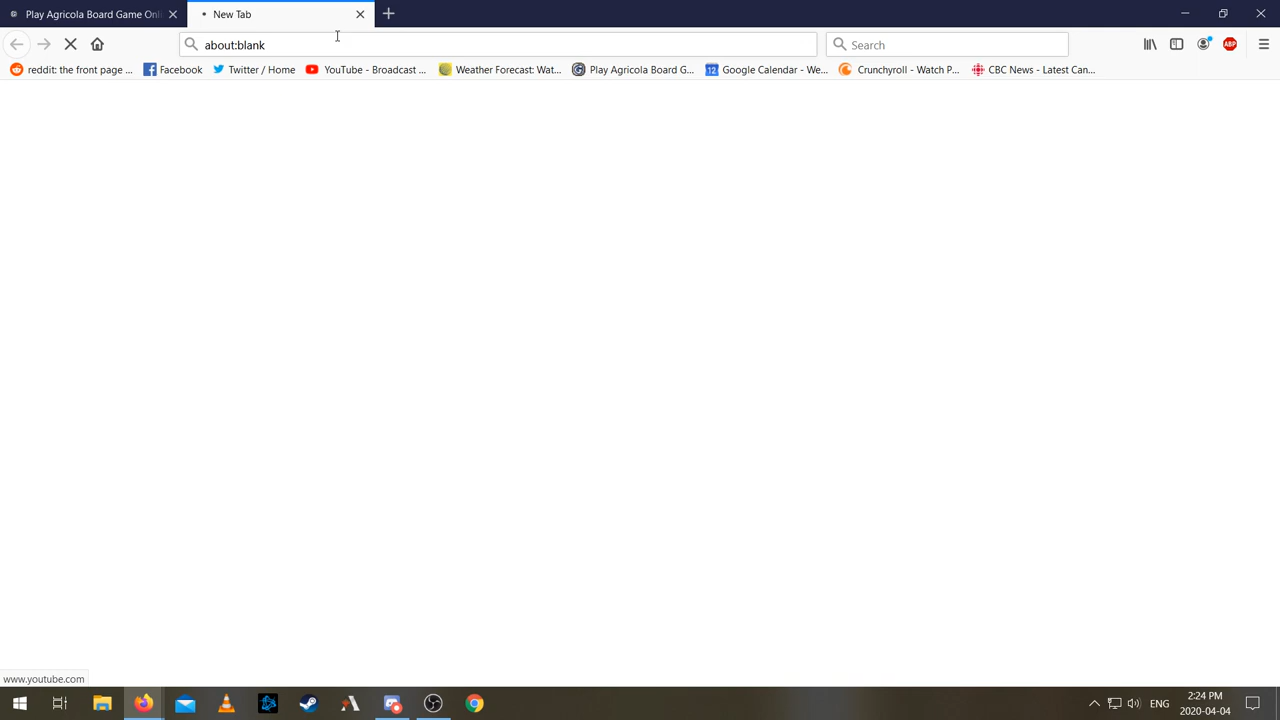 Play Agricola Board Game Onli
New Tab
about:blank
Search
reddit: the front page ...
Facebook
Twitter / Home
YouTube - Broadcast ...
Weather Forecast: Wat...
Play Agricola Board G...
Google Calendar - We...
Crunchyroll - Watch P...
CBC News - Latest Can...
12
ABP
www.youtube.com
ENG
2:24 PM
2020-04-04